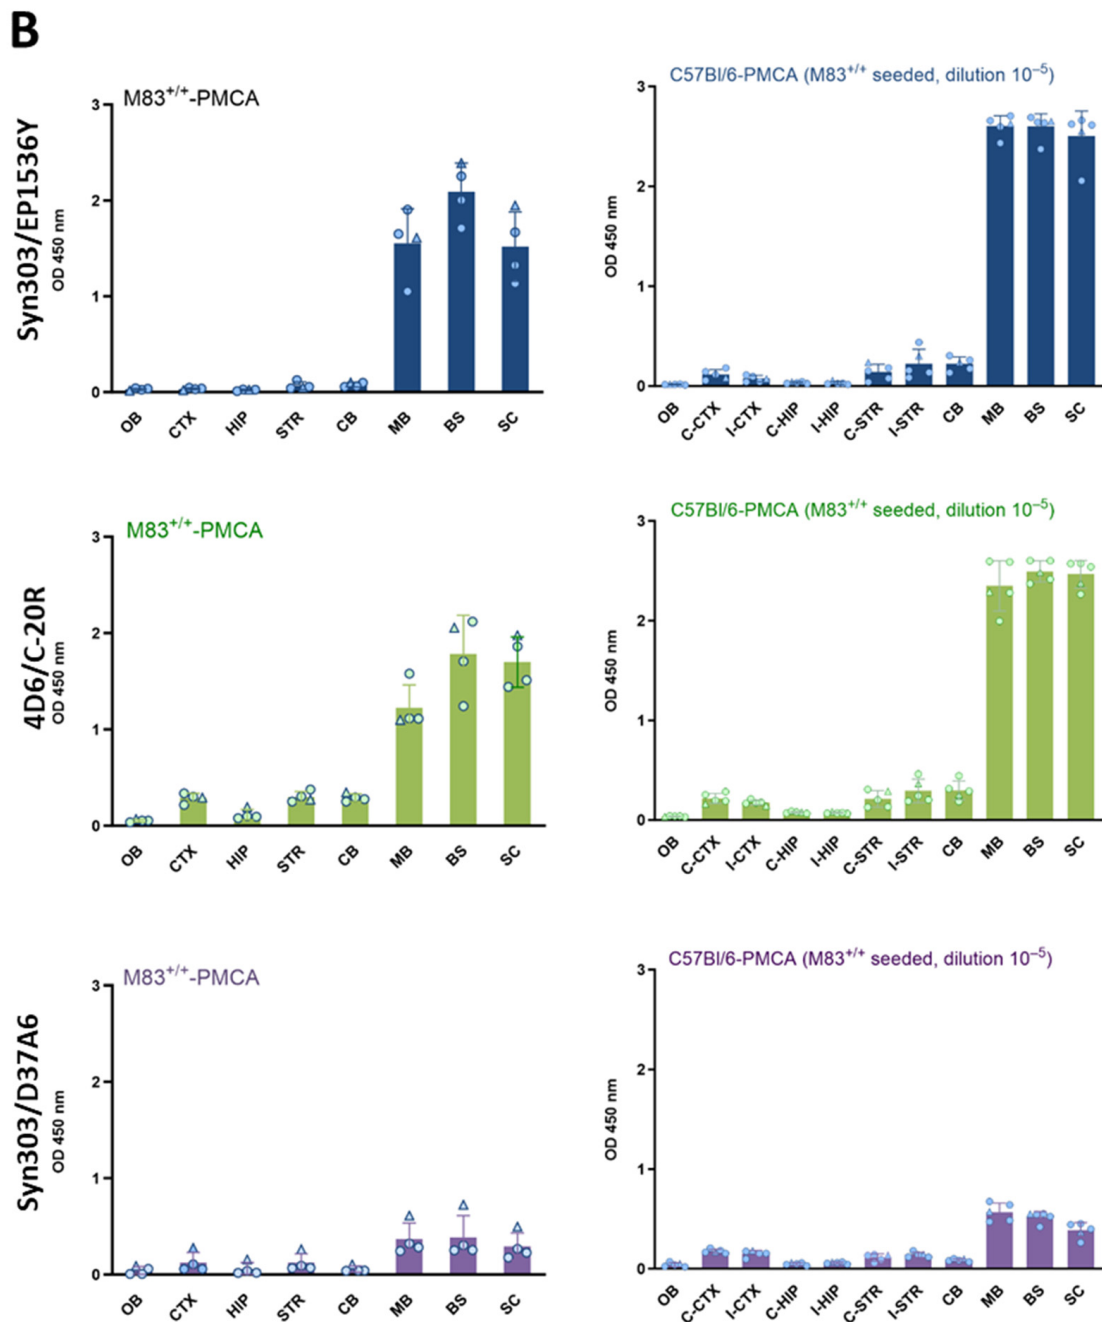 B
Syn303/EP1536Y
OD 450 nm
M83+/+-PMCA
3
2
1
0
OB
CTX
HIP
STR
CB
MB
BS
SC
C57Bl/6-PMCA (M83+/+ seeded, dilution 10–5)
OD 450 nm
3
2
1
0
OB
C-CTX
I-CTX
C-HIP
I-HIP
C-STR
I-STR
CB
MB
BS
SC
4D6/C-20R
OD 450 nm
M83+/+-PMCA
3
2
1
0
OB
CTX
HIP
STR
CB
MB
BS
SC
C57Bl/6-PMCA (M83+/+ seeded, dilution 10–5)
OD 450 nm
3
2
1
0
OB
C-CTX
I-CTX
C-HIP
I-HIP
C-STR
I-STR
CB
MB
BS
SC
Syn303/D37A6
OD 450 nm
M83+/+-PMCA
3
2
1
0
OB
CTX
HIP
STR
CB
MB
BS
SC
C57Bl/6-PMCA (M83+/+ seeded, dilution 10–5)
OD 450 nm
3
2
1
0
OB
C-CTX
I-CTX
C-HIP
I-HIP
C-STR
I-STR
CB
MB
BS
SC